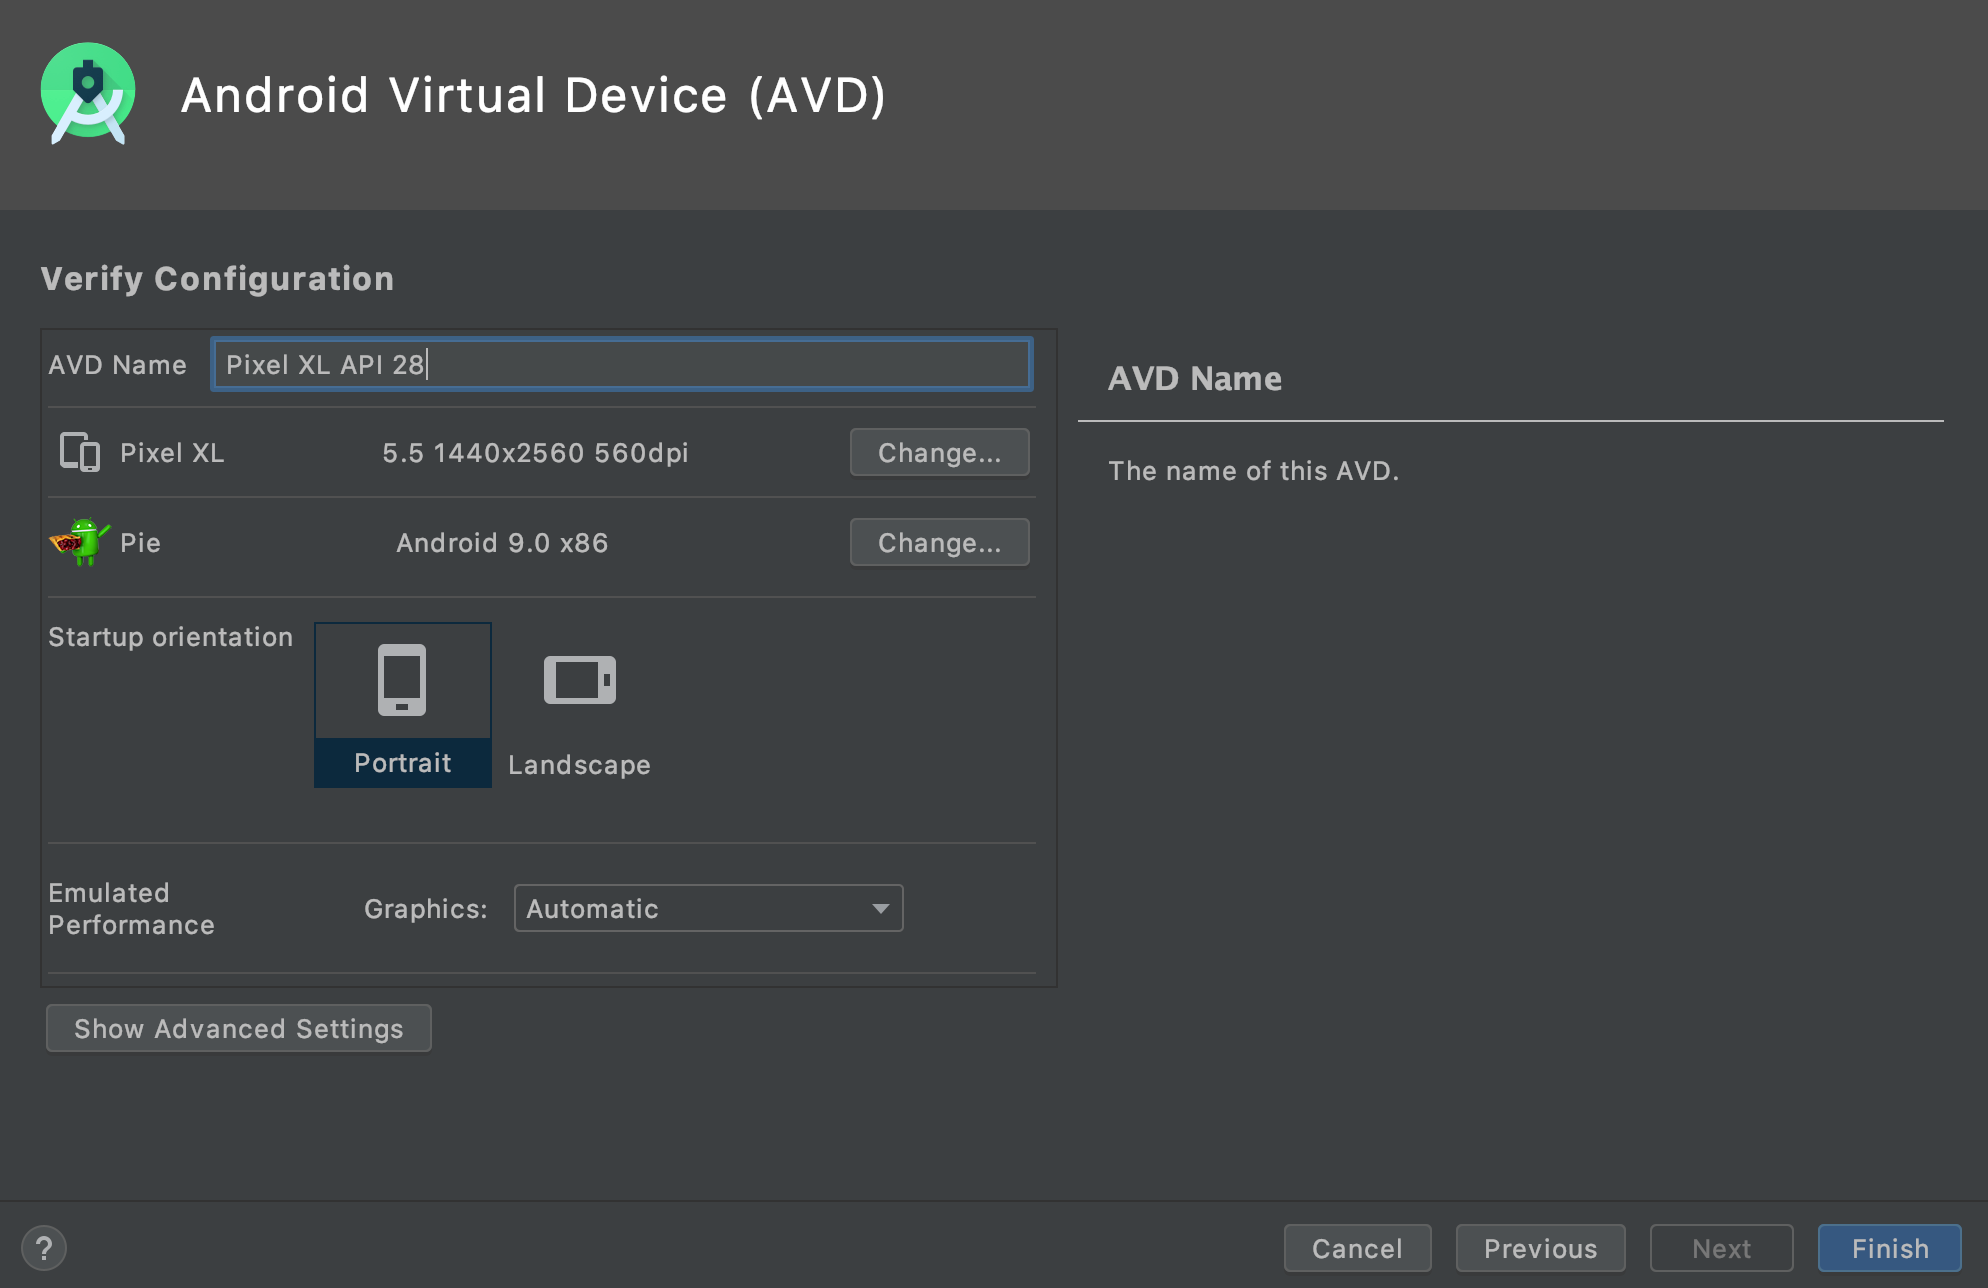 Android Virtual Device (AVD)
Verify Configuration
AVD Name
Pixel XL API 28
Pixel XL
5.5 1440x2560 560dpi
Change...
Pie
Android 9.0 x86
Change...
Startup orientation
Portrait
Landscape
Emulated
Performance
Graphics:
Automatic
Show Advanced Settings
AVD Name
The name of this AVD.
?
Cancel
Previous
Next
Finish